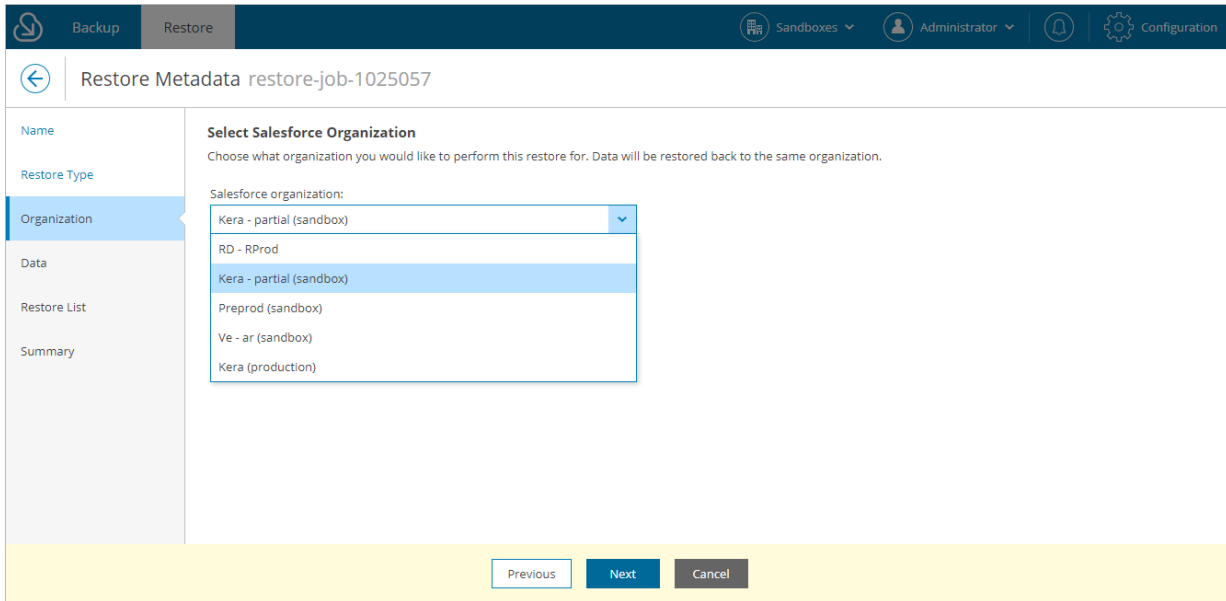 Backup Restore Sandboxes Administrator Configuration
Restore Metadata restore-job-1025057
Name
Restore Type
Organization
Data
Restore List
Summary
Select Salesforce Organization
Choose what organization you would like to perform this restore for. Data will be restored back to the same organization.
Salesforce organization:
Kera - partial (sandbox)
RD - RProd
Kera - partial (sandbox)
Preprod (sandbox)
Ve - ar (sandbox)
Kera (production)
Previous Next Cancel